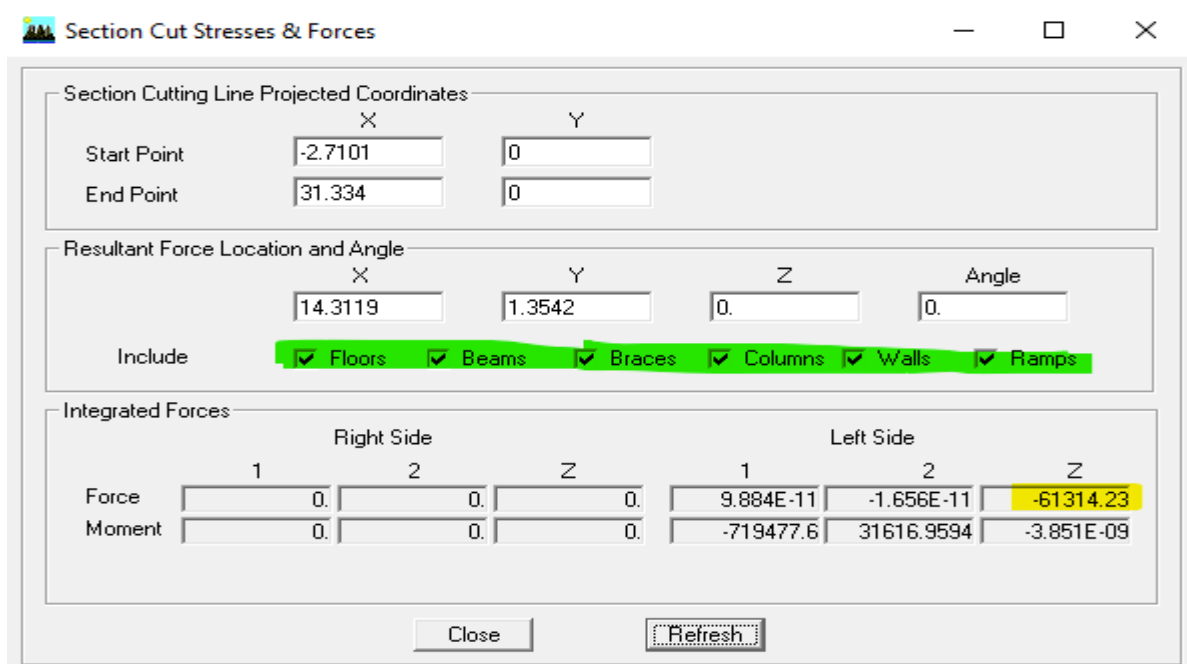 Section Cut Stresses & Forces
Section Cutting Line Projected Coordinates
X Y
Start Point -2.7101 0
End Point 31.334 0
Resultant Force Location and Angle
X Y Z Angle
14.3119 1.3542 0. 0.
Include Floors Beams Braces Columns Walls Ramps
Integrated Forces
Right Side Left Side
1 2 Z 1 2 Z
Force 0. 0. 0. 9.884E-11 -1.656E-11 -61314.23
Moment 0. 0. 0. -719477.6 31616.9594 -3.851E-09
Close Refresh